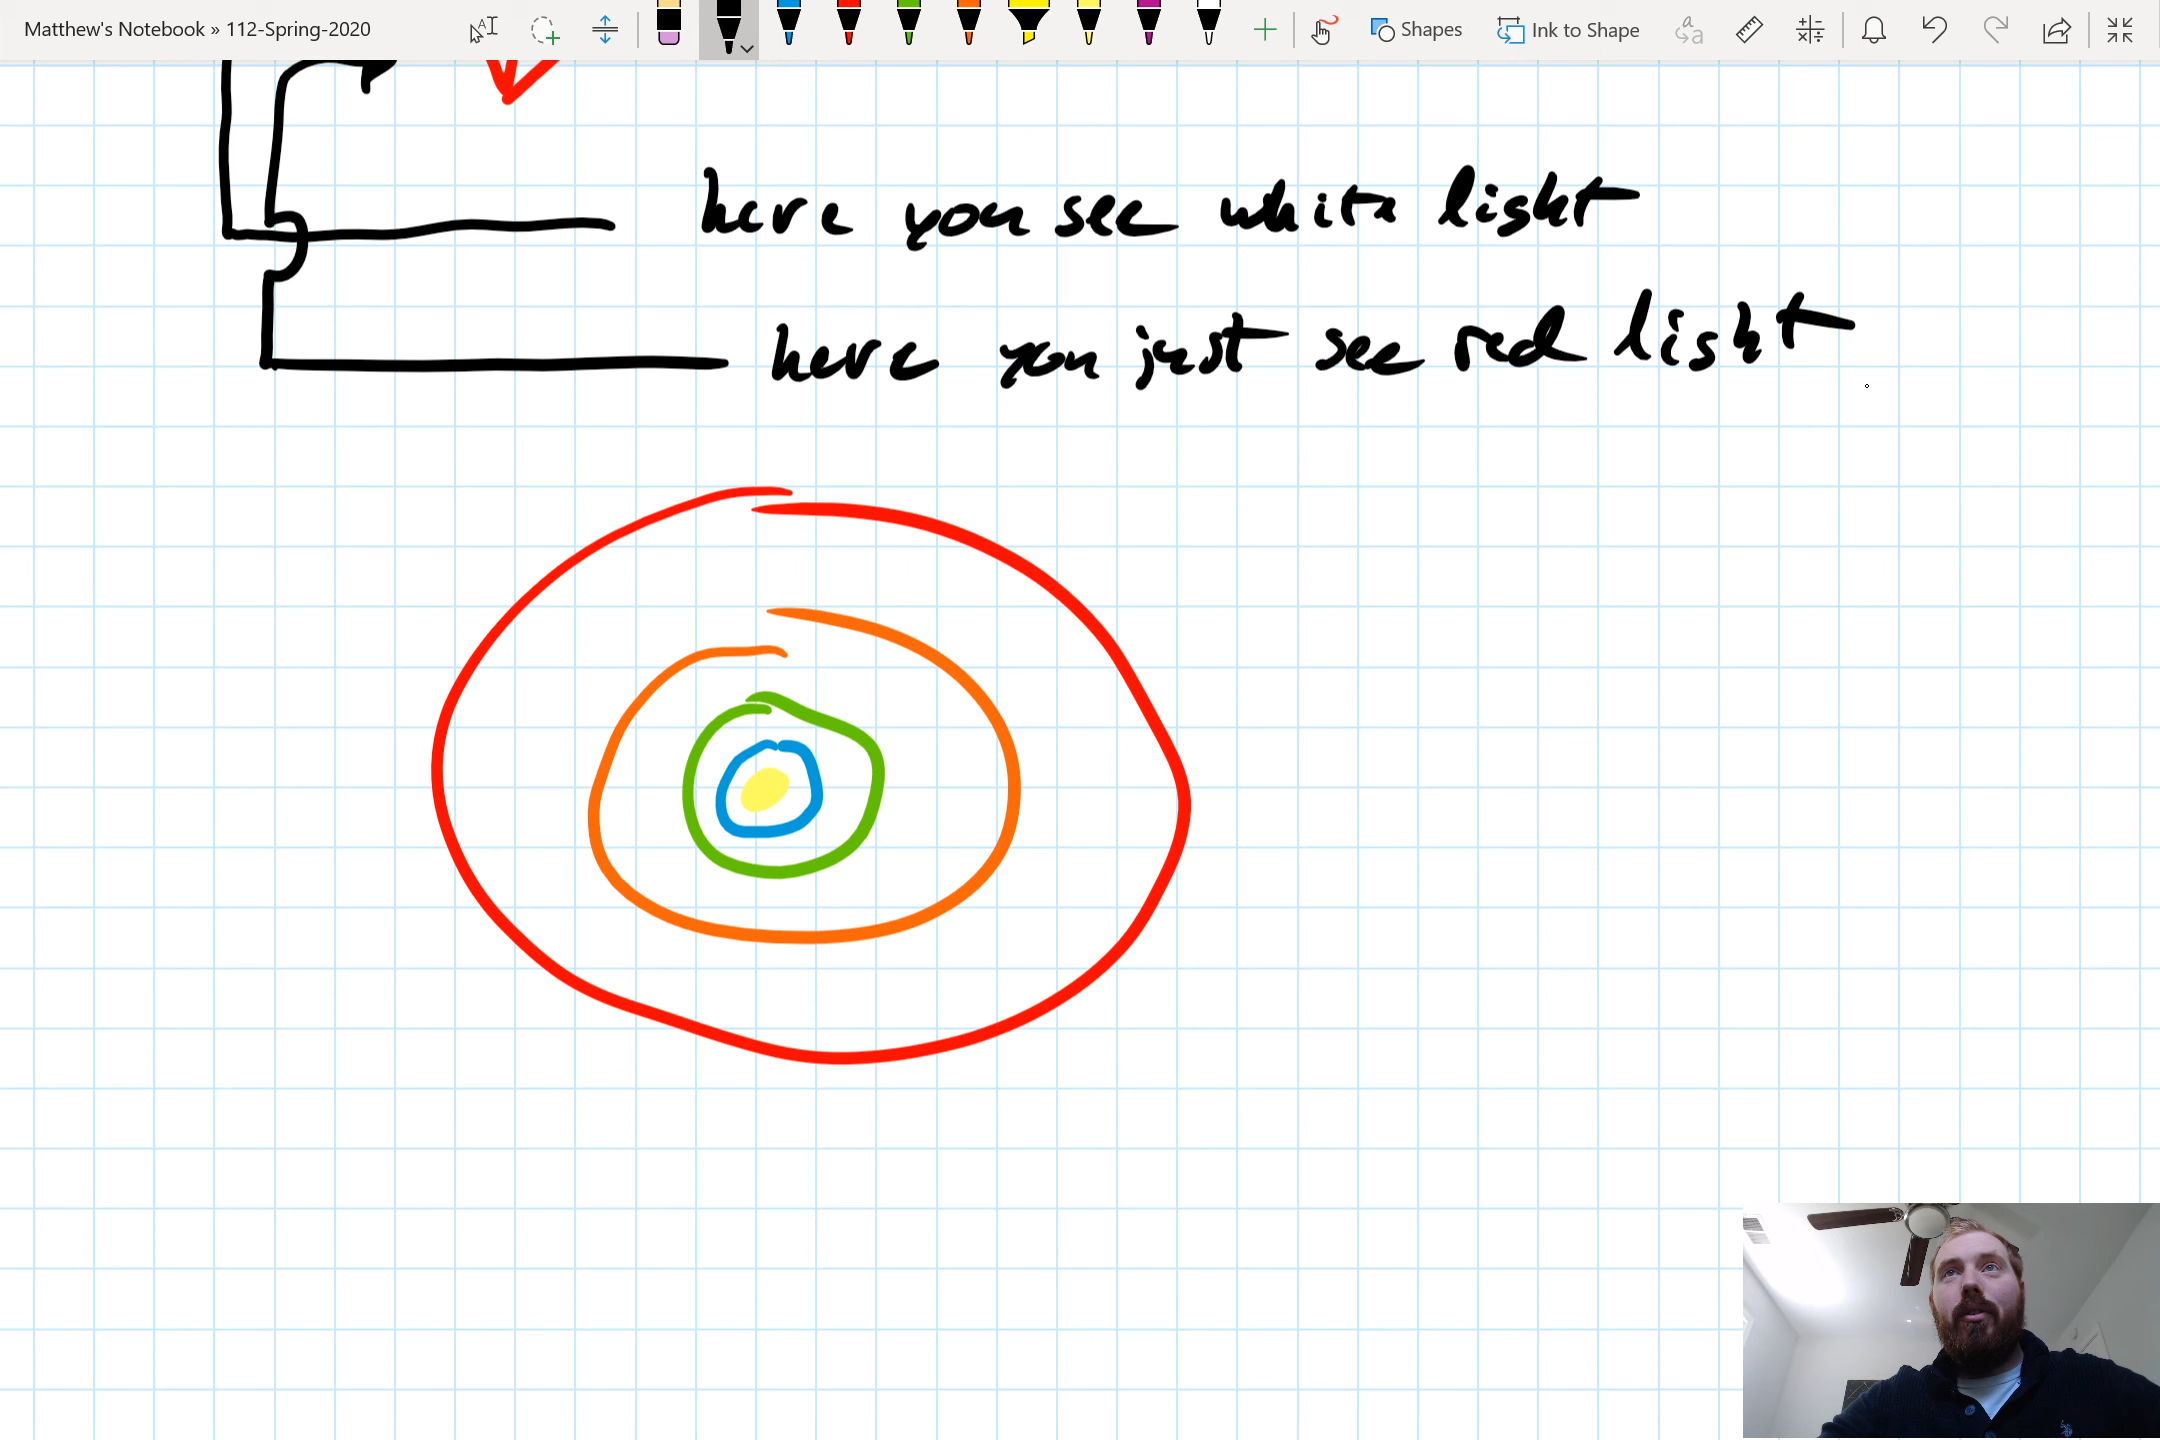 Matthew's Notebook » 112-Spring-2020
Shapes
Ink to Shape
here you see white light
here you just see red light